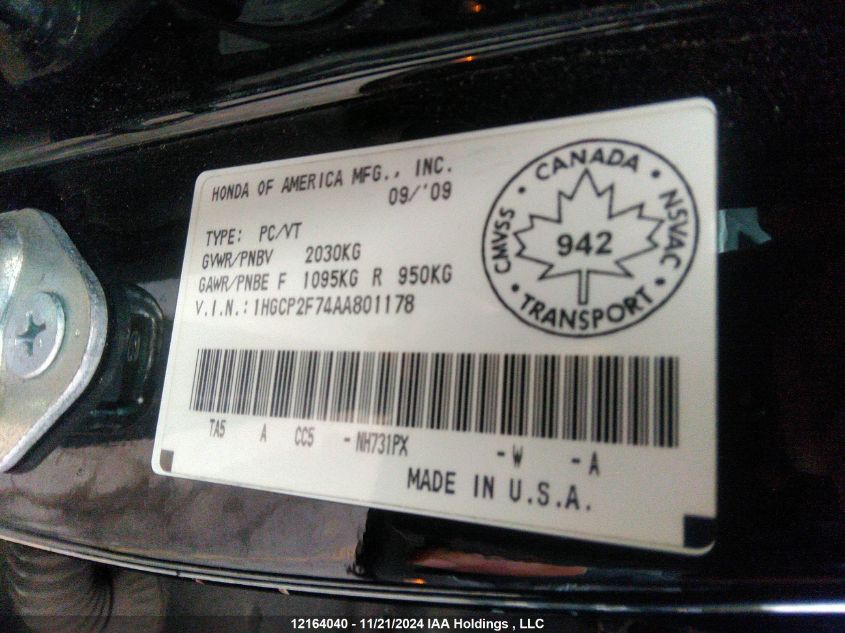 HONDA OF AMERICA MFG., INC.
09/'09
TYPE: PC/VT
GVWR/PNBV 2030KG
GAWR/PNBE F 1095KG R 950KG
V.I.N.:1HGCP2F74AA801178
CMVSS • CANADA • NSVAC • TRANSPORT •
942
TA5 A CC5 - NH731PX - W - A
MADE IN U.S.A.
12164040 - 11/21/2024 IAA Holdings , LLC